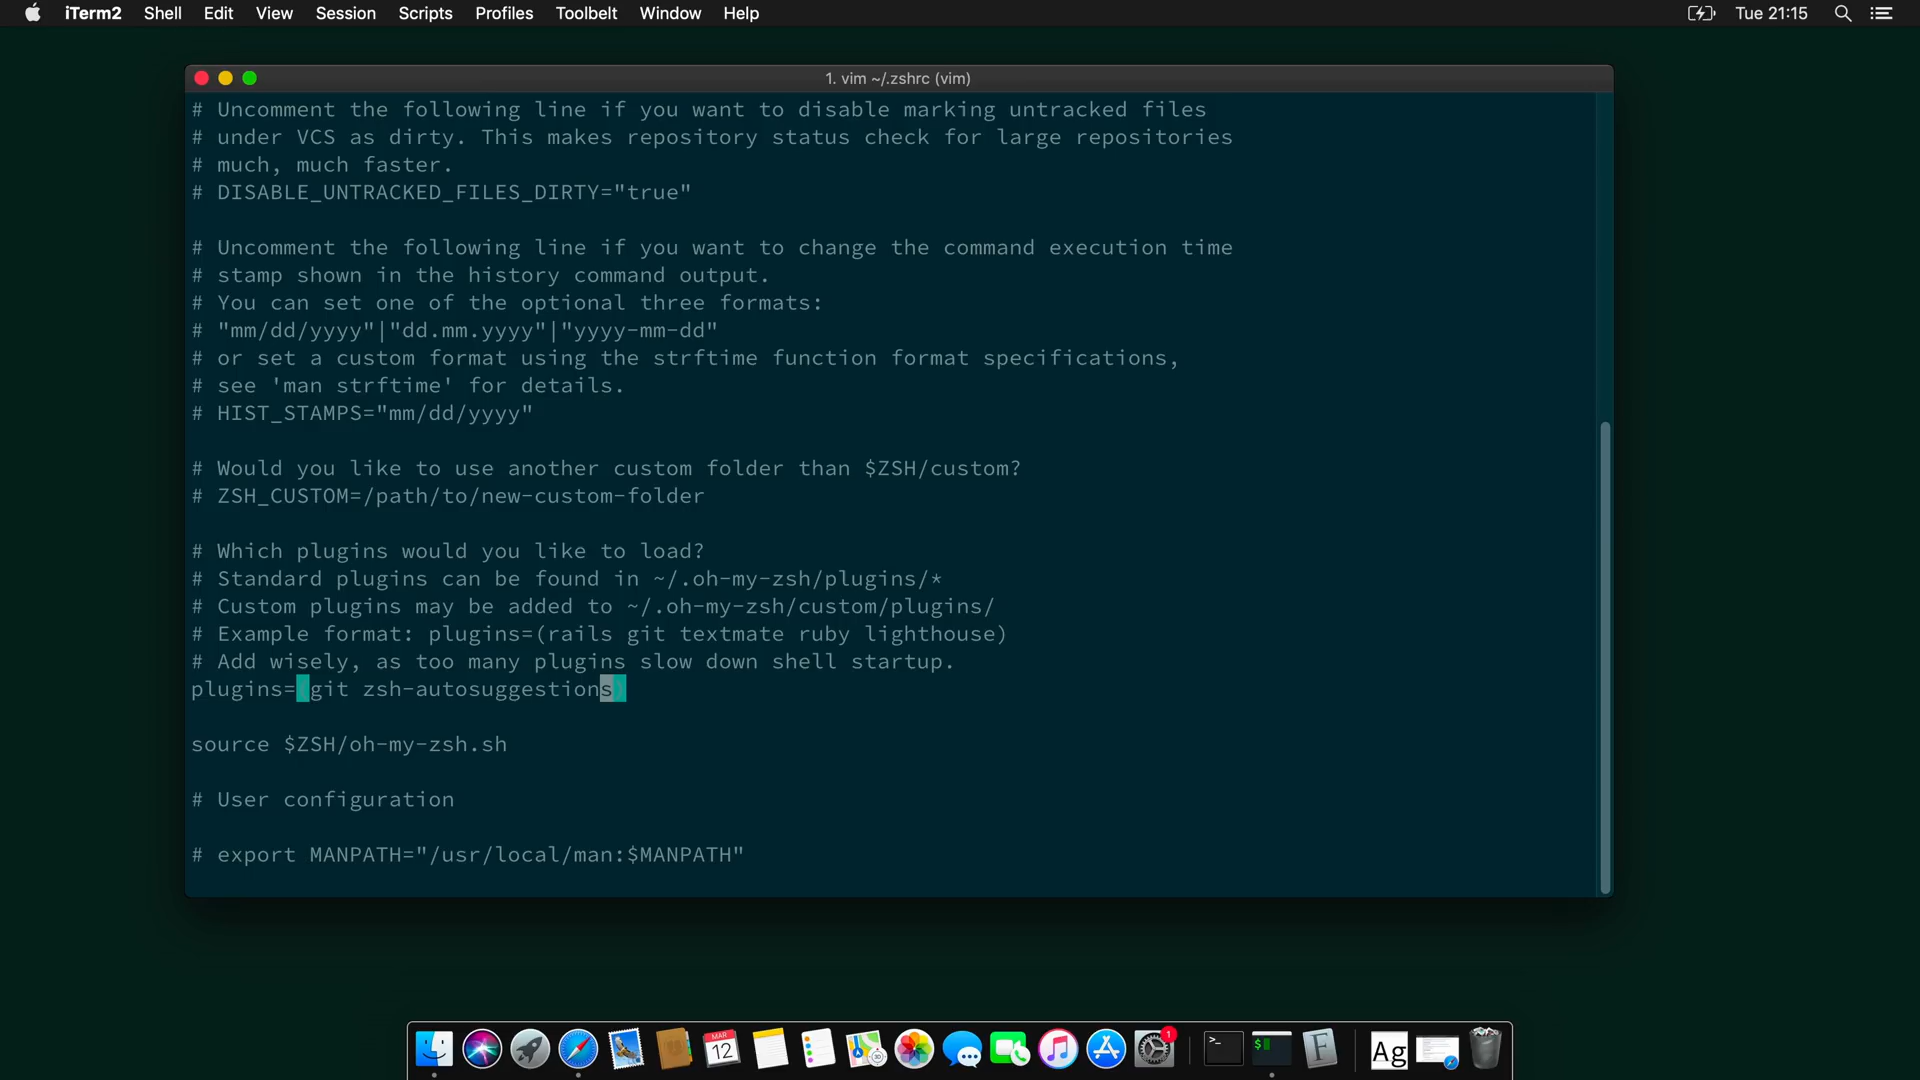 iTerm2 Shell Edit View Session Scripts Profiles Toolbelt Window Help Tue 21:15
1. vim ~/.zshrc (vim)
# Uncomment the following line if you want to disable marking untracked files
# under VCS as dirty. This makes repository status check for large repositories
# much, much faster.
# DISABLE_UNTRACKED_FILES_DIRTY="true"
# Uncomment the following line if you want to change the command execution time
# stamp shown in the history command output.
# You can set one of the optional three formats:
# "mm/dd/yyyy"|"dd.mm.yyyy"|"yyyy-mm-dd"
# or set a custom format using the strftime function format specifications,
# see 'man strftime' for details.
# HIST_STAMPS="mm/dd/yyyy"
# Would you like to use another custom folder than $ZSH/custom?
# ZSH_CUSTOM=/path/to/new-custom-folder
# Which plugins would you like to load?
# Standard plugins can be found in ~/.oh-my-zsh/plugins/*
# Custom plugins may be added to ~/.oh-my-zsh/custom/plugins/
# Example format: plugins=(rails git textmate ruby lighthouse)
# Add wisely, as too many plugins slow down shell startup.
plugins=(git zsh-autosuggestions)
source $ZSH/oh-my-zsh.sh
# User configuration
# export MANPATH="/usr/local/man:$MANPATH"
MAR
12
1
>_
$
F
Ag